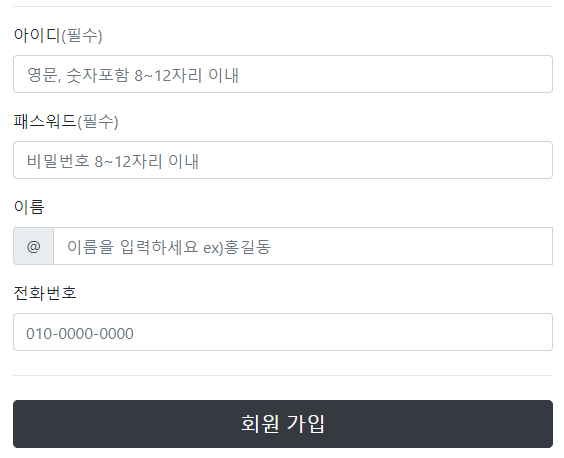 아이디(필수)
영문, 숫자포함 8~12자리 이내
패스워드(필수)
비밀번호 8~12자리 이내
이름
@ 이름을 입력하세요 ex)홍길동
전화번호
010-0000-0000
회원 가입